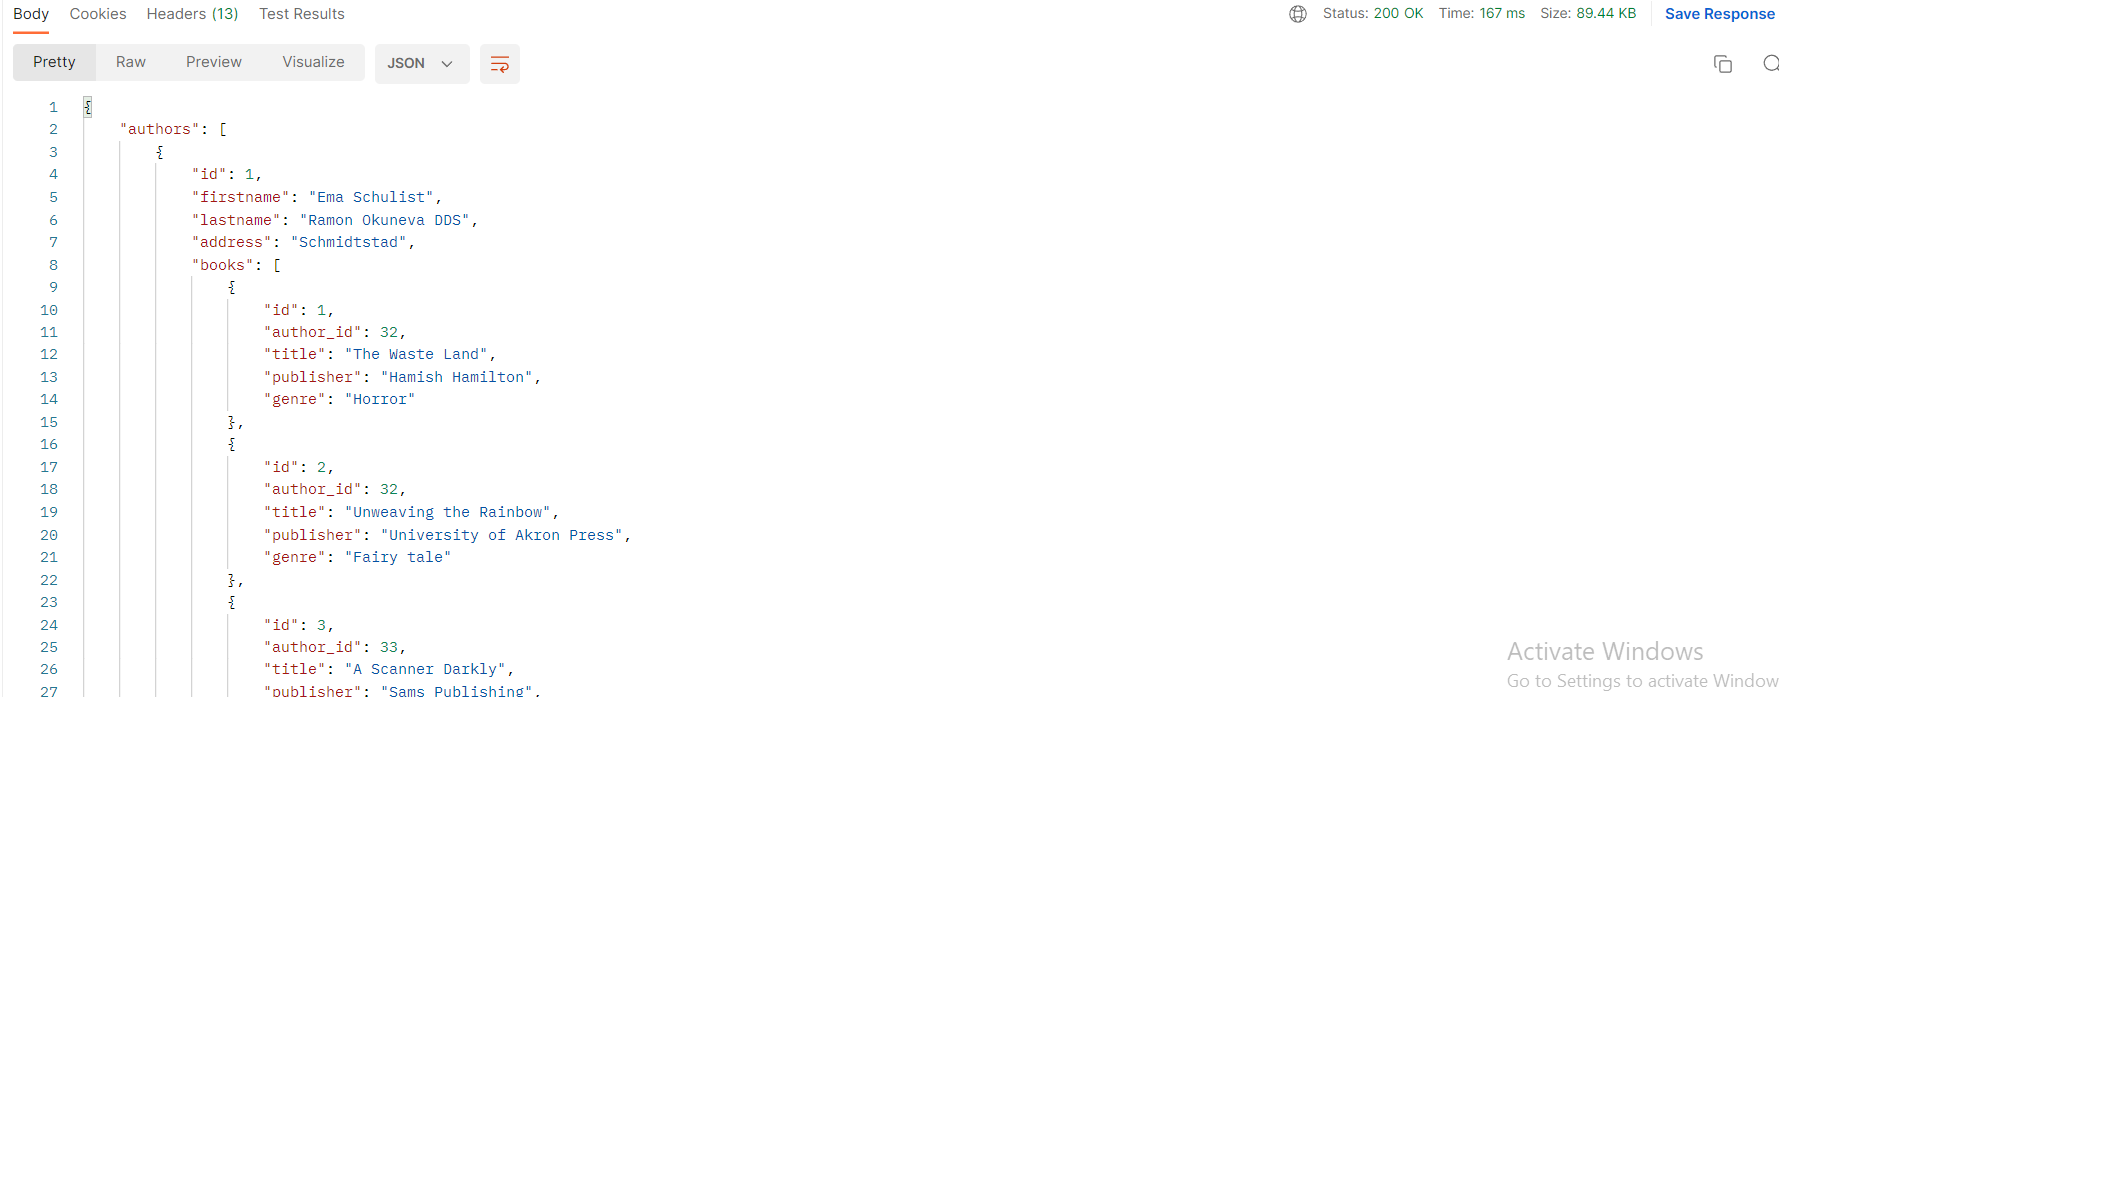 Body Cookies Headers (13) Test Results Status: 200 OK Time: 167 ms Size: 89.44 KB Save Response
Pretty Raw Preview Visualize JSON
1 {
2 "authors": [
3 {
4 "id": 1,
5 "firstname": "Ema Schulist",
6 "lastname": "Ramon Okuneva DDS",
7 "address": "Schmidtstad",
8 "books": [
9 {
10 "id": 1,
11 "author_id": 32,
12 "title": "The Waste Land",
13 "publisher": "Hamish Hamilton",
14 "genre": "Horror"
15 },
16 {
17 "id": 2,
18 "author_id": 32,
19 "title": "Unweaving the Rainbow",
20 "publisher": "University of Akron Press",
21 "genre": "Fairy tale"
22 },
23 {
24 "id": 3,
25 "author_id": 33,
26 "title": "A Scanner Darkly",
27 "publisher": "Sams Publishing",
Activate Windows
Go to Settings to activate Window